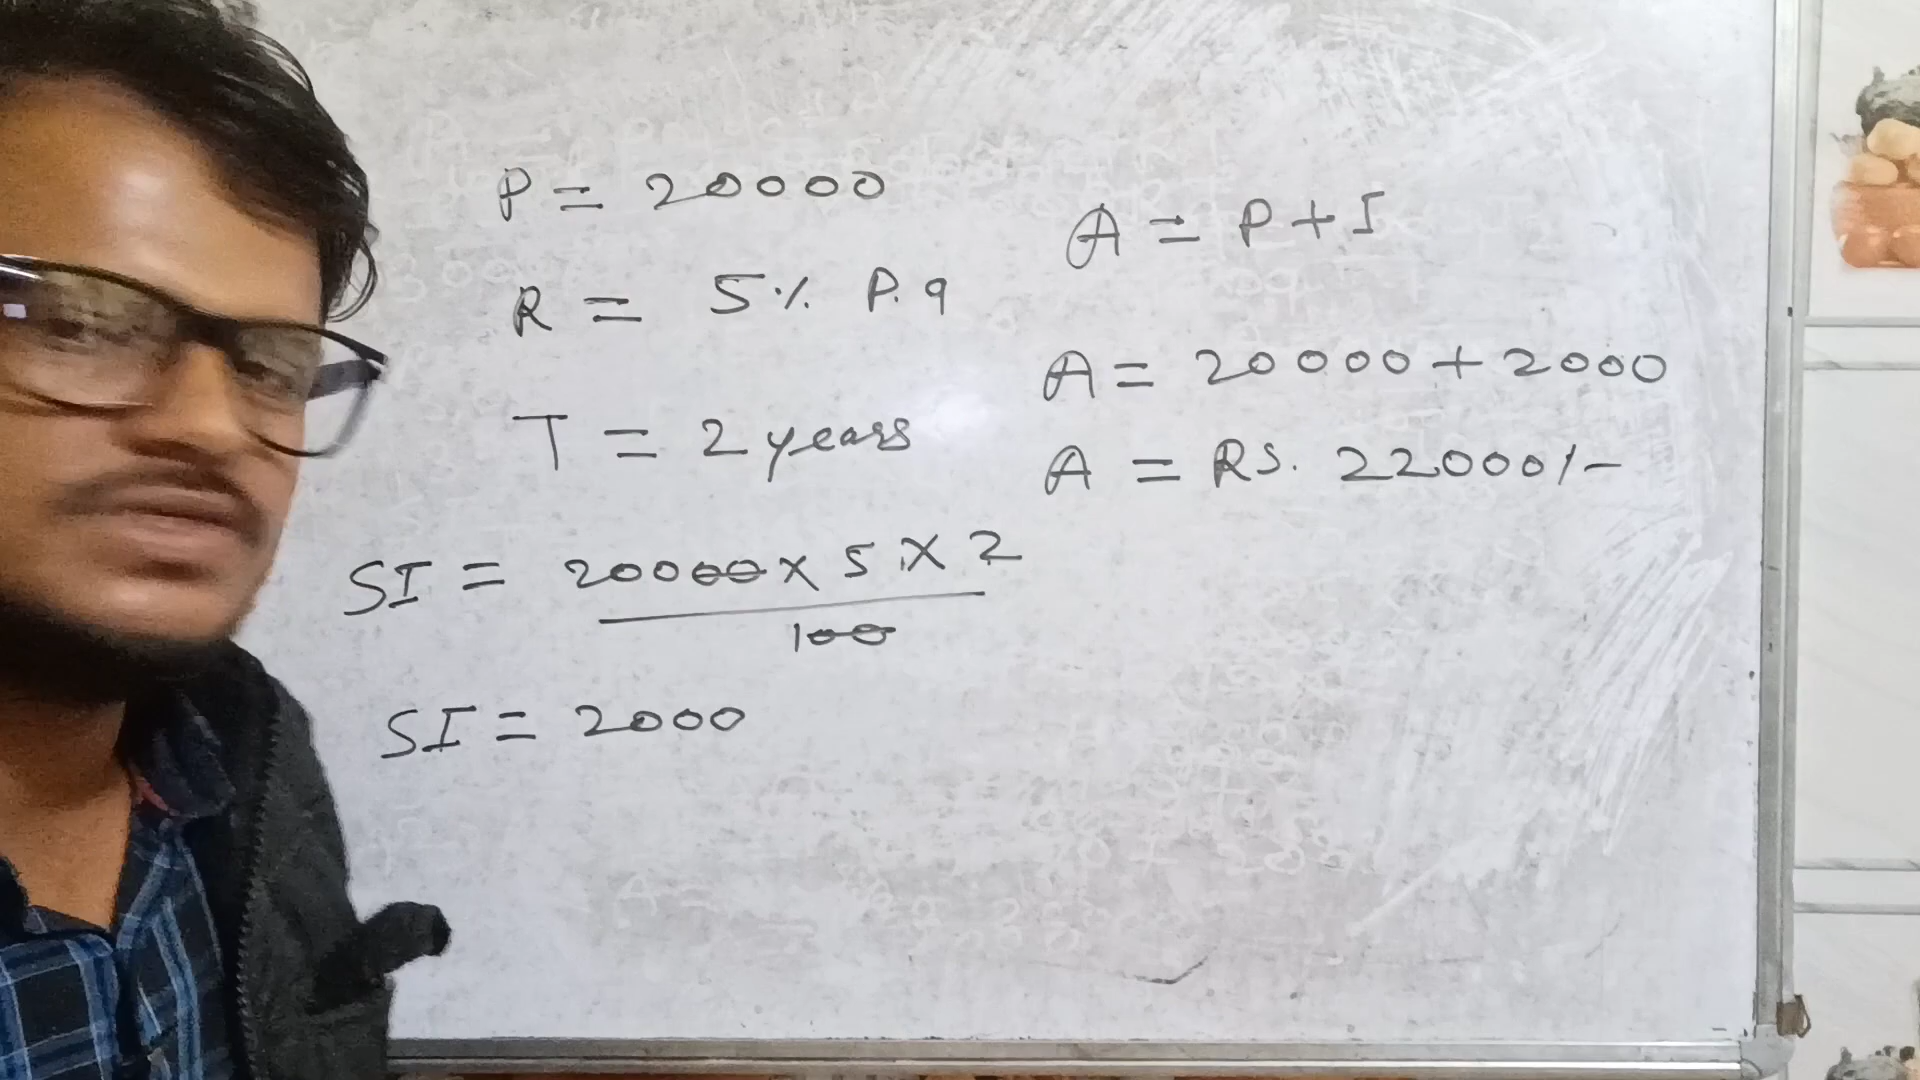 P = 20000
R = 5% P.a
T = 2 years
SI = 20000 x 5 x 2
100
SI = 2000
A = P + I
A = 20000 + 2000
A = RS. 22000/-